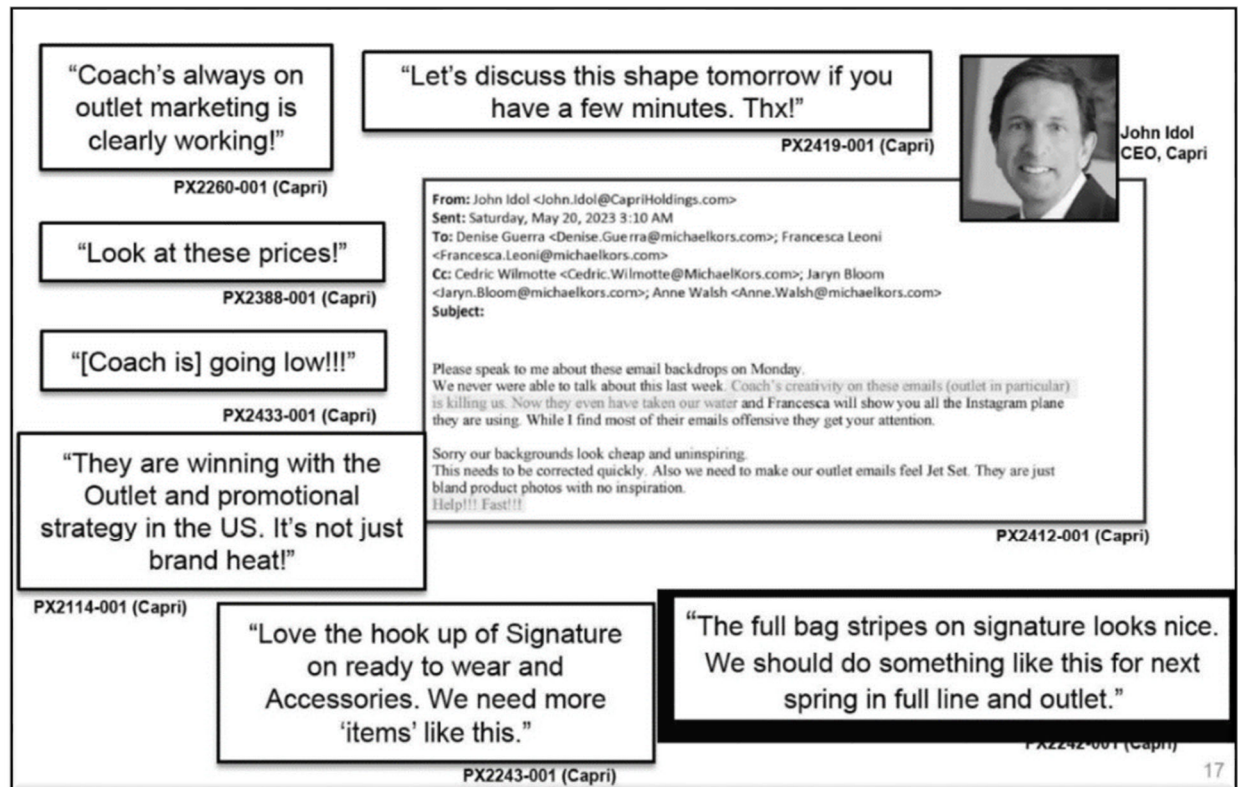 “Coach’s always on
outlet marketing is
clearly working!”
PX2260-001 (Capri)
“Let’s discuss this shape tomorrow if you
have a few minutes. Thx!”
PX2419-001 (Capri)
John Idol
CEO, Capri
“Look at these prices!”
PX2388-001 (Capri)
“[Coach is] going low!!!”
PX2433-001 (Capri)
From: John Idol <John.Idol@CapriHoldings.com>
Sent: Saturday, May 20, 2023 3:10 AM
To: Denise Guerra <Denise.Guerra@michaelkors.com>; Francesca Leoni
<Francesca.Leoni@michaelkors.com>
Cc: Cedric Wilmotte <Cedric.Wilmotte@MichaelKors.com>; Jaryn Bloom
<Jaryn.Bloom@michaelkors.com>; Anne Walsh <Anne.Walsh@michaelkors.com>
Subject:
Please speak to me about these email backdrops on Monday.
We never were able to talk about this last week. Coach’s creativity on these emails (outlet in particular)
is killing us. Now they even have taken our water and Francesca will show you all the Instagram plane
they are using. While I find most of their emails offensive they get your attention.
Sorry our backgrounds look cheap and uninspiring.
This needs to be corrected quickly. Also we need to make our outlet emails feel Jet Set. They are just
bland product photos with no inspiration.
Help!!! Fast!!!
PX2412-001 (Capri)
“They are winning with the
Outlet and promotional
strategy in the US. It’s not just
brand heat!”
PX2114-001 (Capri)
“Love the hook up of Signature
on ready to wear and
Accessories. We need more
‘items’ like this.”
PX2243-001 (Capri)
“The full bag stripes on signature looks nice.
We should do something like this for next
spring in full line and outlet.”
PX2242-001 (Capri)
17